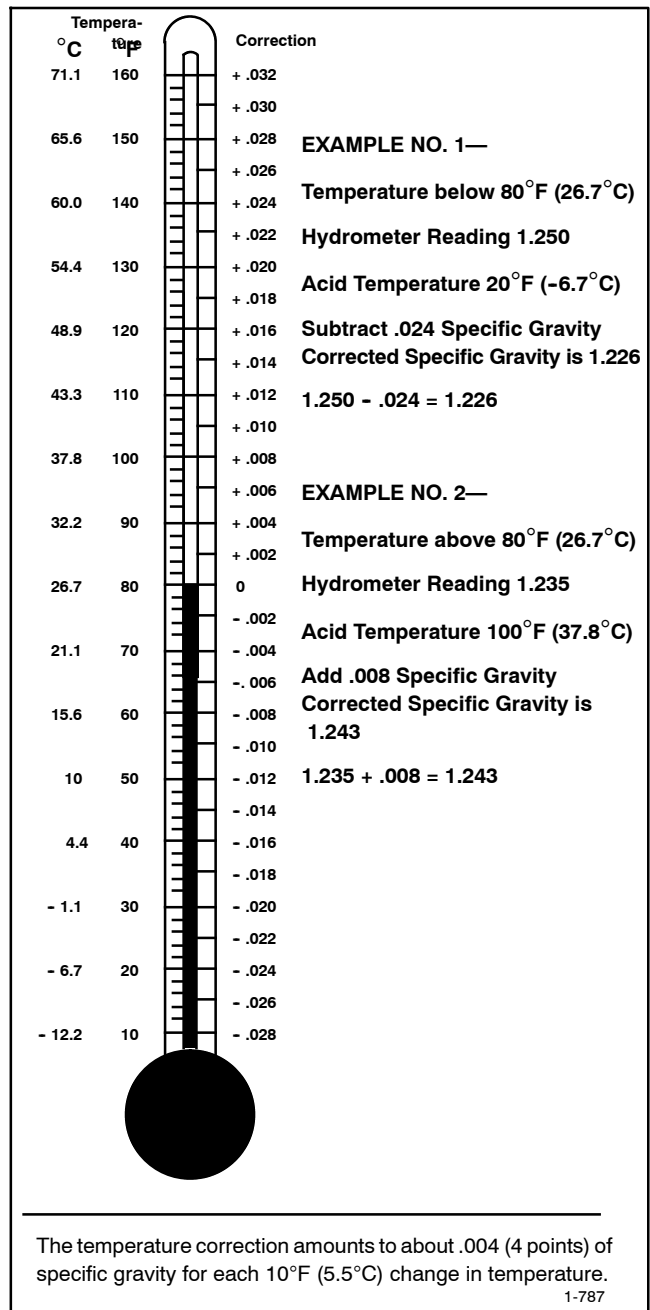 Tempera-
ture
°C °F Correction
71.1 160 + .032
+ .030
65.6 150 + .028
+ .026
60.0 140 + .024
+ .022
54.4 130 + .020
+ .018
48.9 120 + .016
+ .014
43.3 110 + .012
+ .010
37.8 100 + .008
+ .006
32.2 90 + .004
+ .002
26.7 80 0
- .002
21.1 70 - .004
-. 006
15.6 60 - .008
- .010
10 50 - .012
- .014
4.4 40 - .016
- .018
- 1.1 30 - .020
- .022
- 6.7 20 - .024
- .026
- 12.2 10 - .028
EXAMPLE NO. 1—
Temperature below 80°F (26.7°C)
Hydrometer Reading 1.250
Acid Temperature 20°F (-6.7°C)
Subtract .024 Specific Gravity
Corrected Specific Gravity is 1.226
1.250 - .024 = 1.226
EXAMPLE NO. 2—
Temperature above 80°F (26.7°C)
Hydrometer Reading 1.235
Acid Temperature 100°F (37.8°C)
Add .008 Specific Gravity
Corrected Specific Gravity is
1.243
1.235 + .008 = 1.243
The temperature correction amounts to about .004 (4 points) of
specific gravity for each 10°F (5.5°C) change in temperature.
1-787